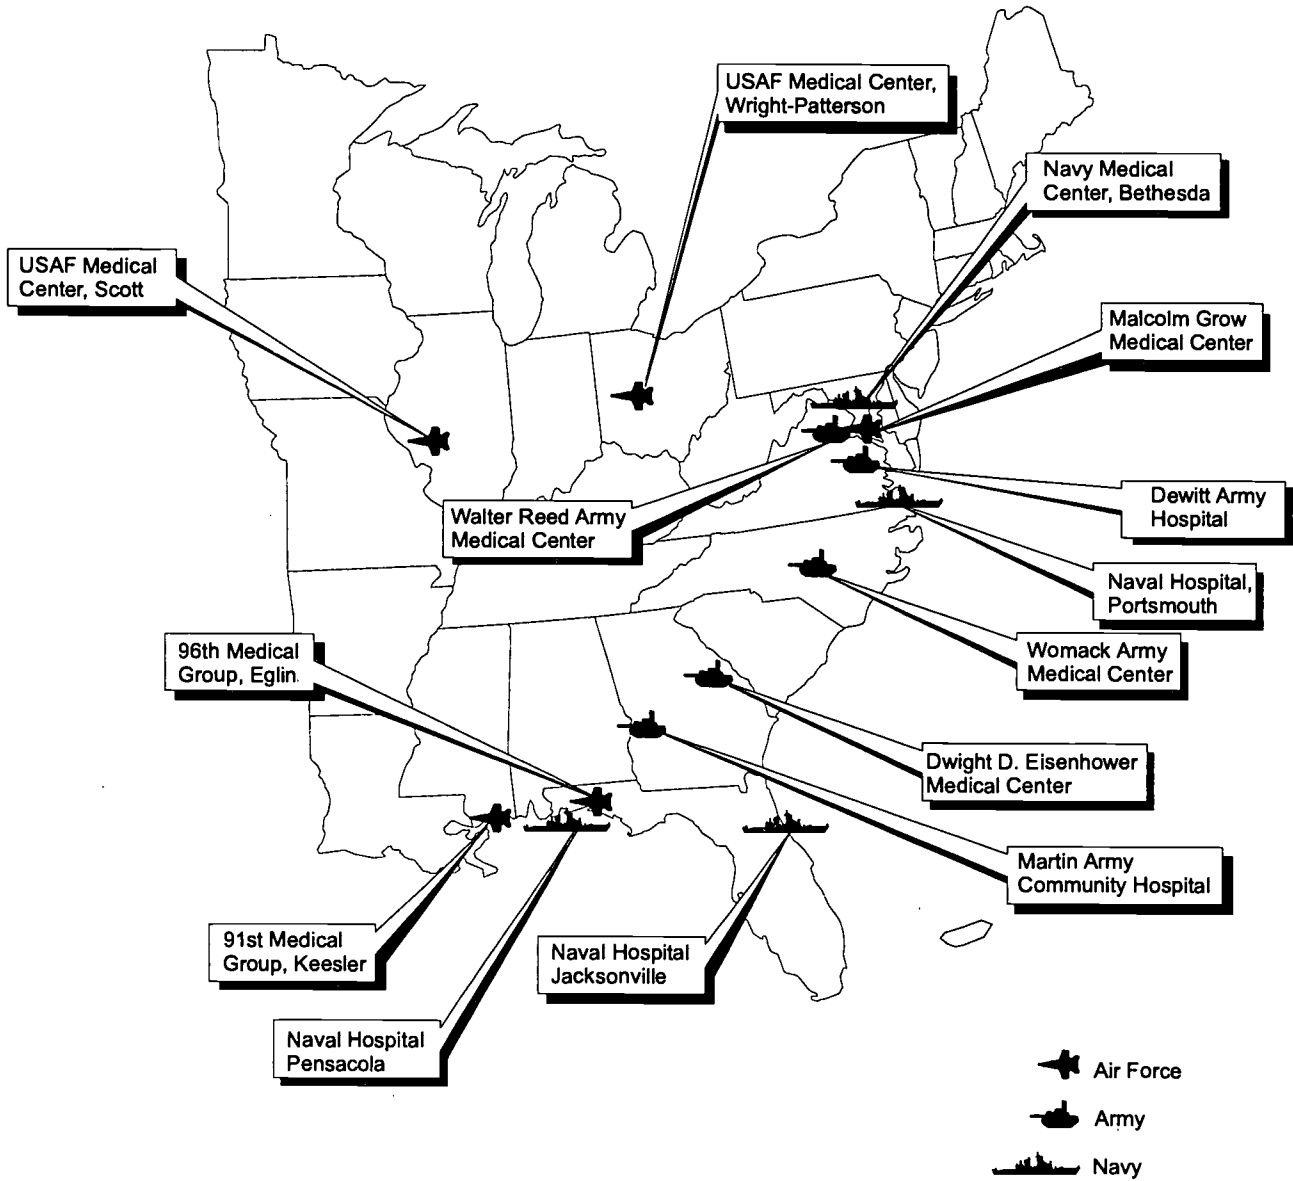 USAF Medical Center,
Wright-Patterson
Navy Medical
Center, Bethesda
USAF Medical
Center, Scott
Malcolm Grow
Medical Center
Walter Reed Army
Medical Center
Dewitt Army
Hospital
Naval Hospital,
Portsmouth
96th Medical
Group, Eglin
Womack Army
Medical Center
Dwight D. Eisenhower
Medical Center
Martin Army
Community Hospital
91st Medical
Group, Keesler
Naval Hospital
Jacksonville
Naval Hospital
Pensacola
Air Force
Army
Navy